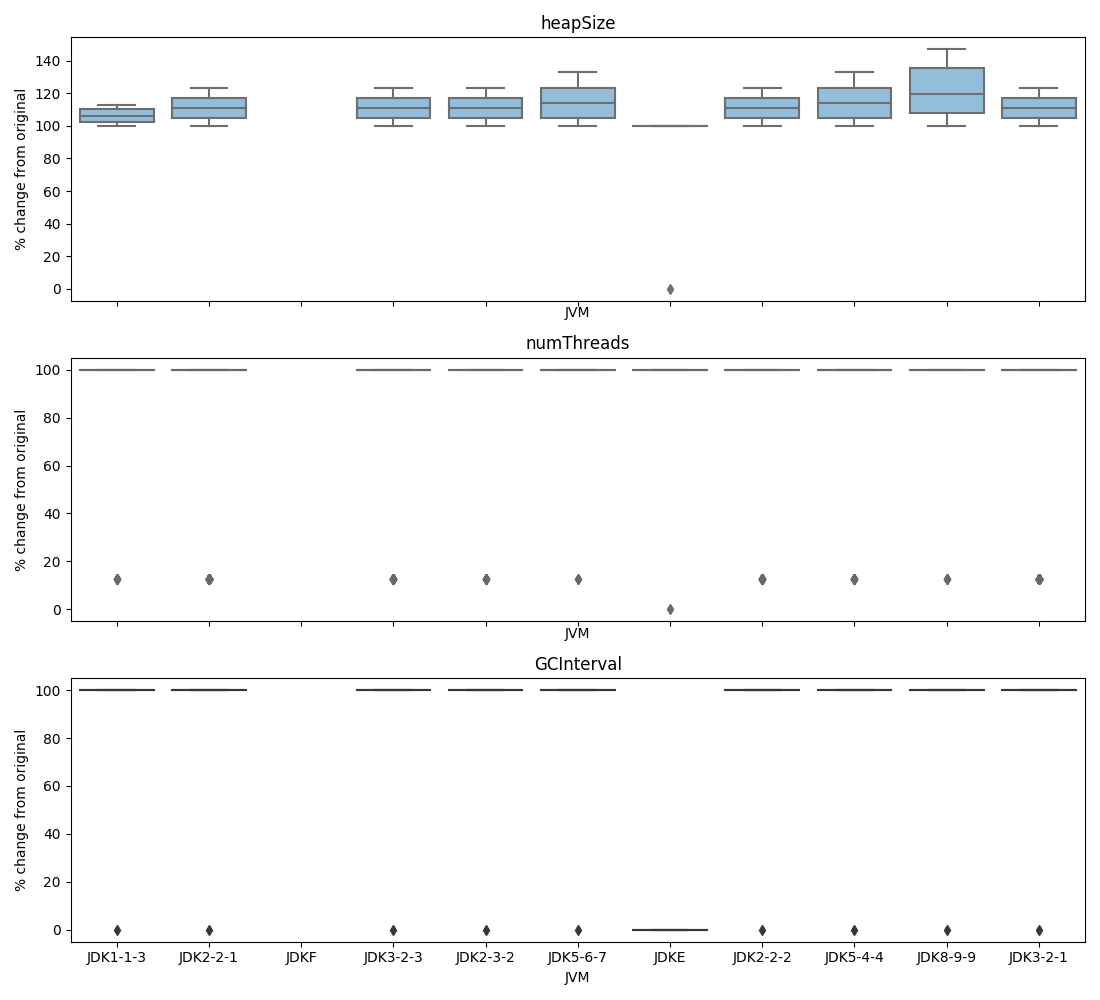 heapSize
% change from original
140
120
100
80
60
40
20
0
JVM
numThreads
% change from original
100
80
60
40
20
0
JVM
GCInterval
% change from original
100
80
60
40
20
0
JDK1-1-3 JDK2-2-1 JDKF JDK3-2-3 JDK2-3-2 JDK5-6-7 JDKE JDK2-2-2 JDK5-4-4 JDK8-9-9 JDK3-2-1
JVM